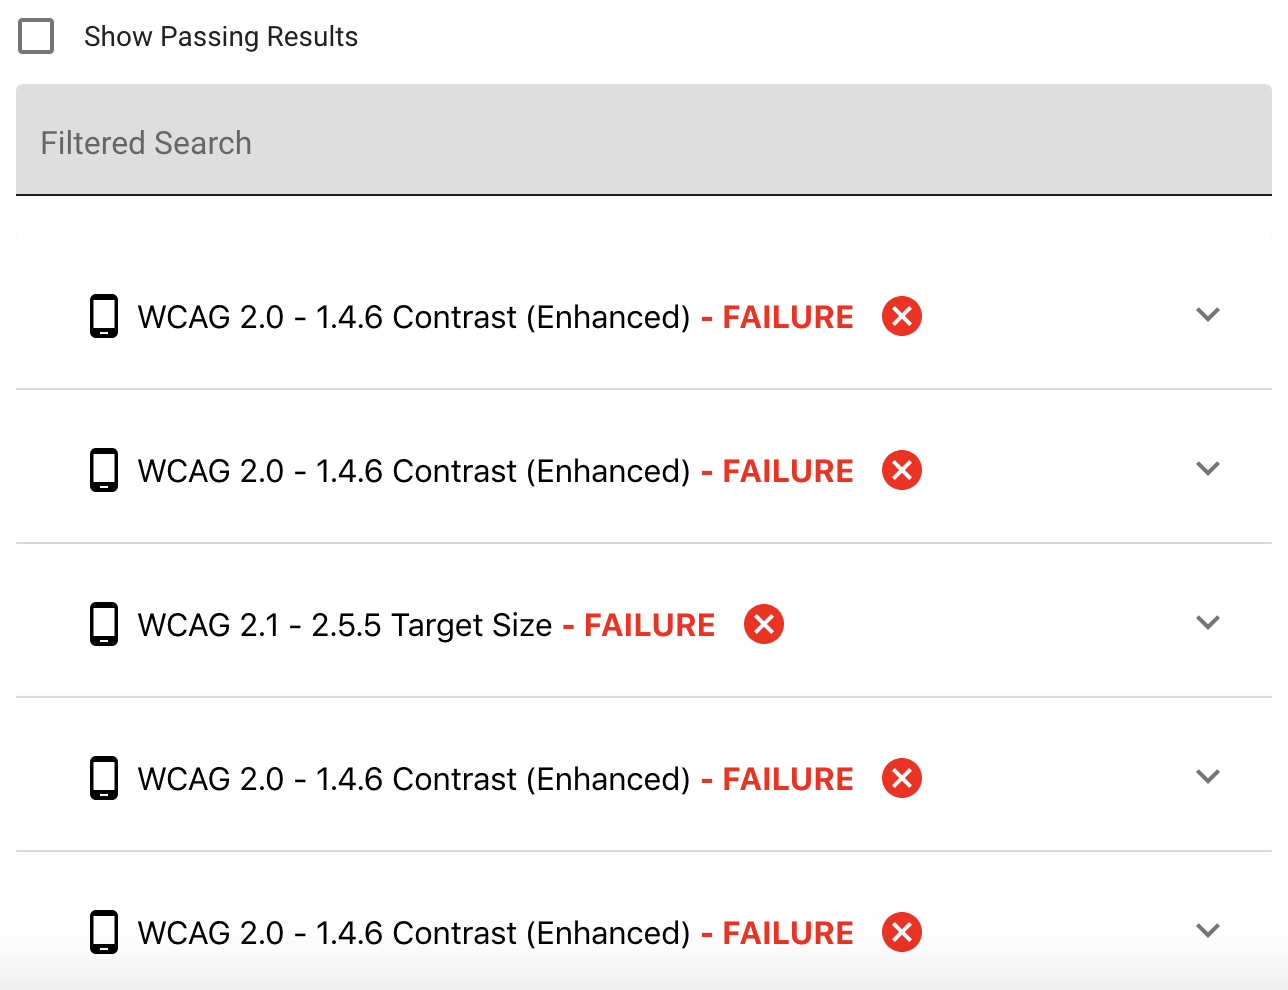 Show Passing Results
Filtered Search
WCAG 2.0 - 1.4.6 Contrast (Enhanced) - FAILURE
WCAG 2.0 - 1.4.6 Contrast (Enhanced) - FAILURE
WCAG 2.1 - 2.5.5 Target Size - FAILURE
WCAG 2.0 - 1.4.6 Contrast (Enhanced) - FAILURE
WCAG 2.0 - 1.4.6 Contrast (Enhanced) - FAILURE